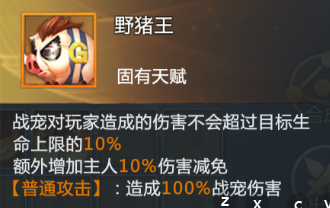 G
野猪王
固有天赋
战宠对玩家造成的伤害不会超过目标生
命上限的10%
额外增加主人10%伤害减免
【普通攻击】：造成100%战宠伤害